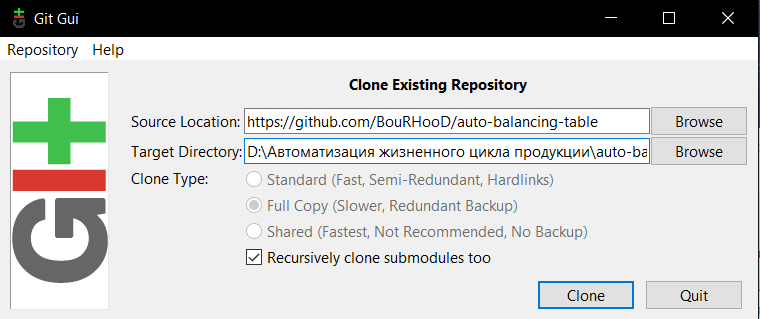 Git Gui
Repository Help
Clone Existing Repository
Source Location: https://github.com/BouRHooD/auto-balancing-table Browse
Target Directory: D:\Автоматизация жизненного цикла продукции\auto-ba Browse
Clone Type: Standard (Fast, Semi-Redundant, Hardlinks)
Full Copy (Slower, Redundant Backup)
Shared (Fastest, Not Recommended, No Backup)
Recursively clone submodules too
Clone Quit
GIt